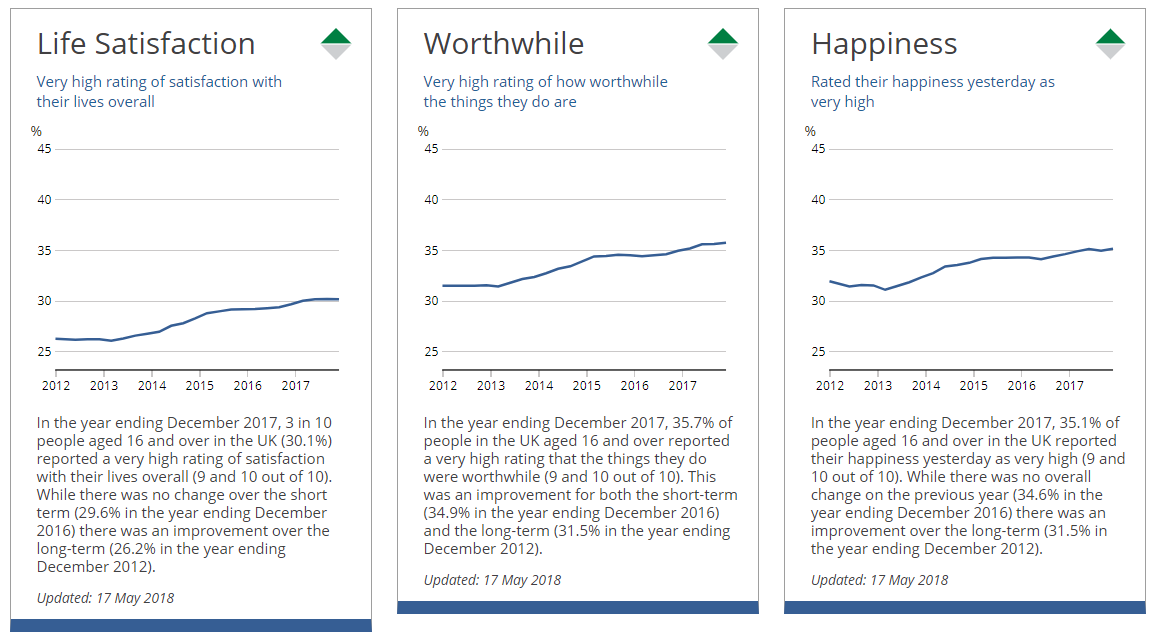 Life Satisfaction
Very high rating of satisfaction with
their lives overall
%
45
40
35
30
25
2012 2013 2014 2015 2016 2017
In the year ending December 2017, 3 in 10
people aged 16 and over in the UK (30.1%)
reported a very high rating of satisfaction
with their lives overall (9 and 10 out of 10).
While there was no change over the short
term (29.6% in the year ending December
2016) there was an improvement over the
long-term (26.2% in the year ending
December 2012).
Updated: 17 May 2018
Worthwhile
Very high rating of how worthwhile
the things they do are
%
45
40
35
30
25
2012 2013 2014 2015 2016 2017
In the year ending December 2017, 35.7% of
people in the UK aged 16 and over reported
a very high rating that the things they do
were worthwhile (9 and 10 out of 10). This
was an improvement for both the short-term
(34.9% in the year ending December 2016)
and the long-term (31.5% in the year ending
December 2012).
Updated: 17 May 2018
Happiness
Rated their happiness yesterday as
very high
%
45
40
35
30
25
2012 2013 2014 2015 2016 2017
In the year ending December 2017, 35.1% of
people aged 16 and over in the UK reported
their happiness yesterday as very high (9 and
10 out of 10). While there was no overall
change on the previous year (34.6% in the
year ending December 2016) there was an
improvement over the long-term (31.5% in
the year ending December 2012).
Updated: 17 May 2018